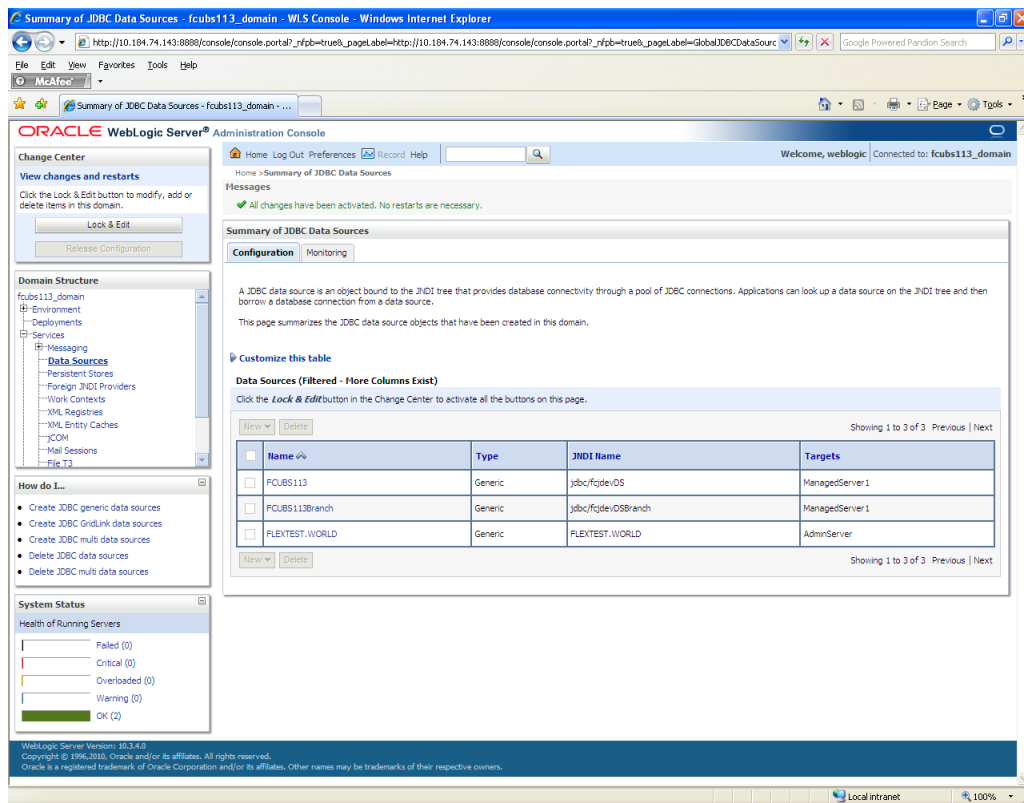 Summary of JDBC Data Sources - fcubs113_domain - WLS Console - Windows Internet Explorer
http://10.184.74.143:8888/console/console.portal?_nfpb=true&_pageLabel=http://10.184.74.143:8888/console/console.portal?_nfpb=true&_pageLabel=GlobalJDBCDataSourc
Google Powered Pandion Search
File Edit View Favorites Tools Help
McAfee
Summary of JDBC Data Sources - fcubs113_domain - ...
Page Tools
ORACLE WebLogic Server® Administration Console
Change Center
View changes and restarts
Click the Lock & Edit button to modify, add or
delete items in this domain.
Lock & Edit
Release Configuration
Domain Structure
fcubs113_domain
Environment
Deployments
Services
Messaging
Data Sources
Persistent Stores
Foreign JNDI Providers
Work Contexts
XML Registries
XML Entity Caches
jCOM
Mail Sessions
File T3
How do I...
Create JDBC generic data sources
Create JDBC GridLink data sources
Create JDBC multi data sources
Delete JDBC data sources
Delete JDBC multi data sources
System Status
Health of Running Servers
Failed (0)
Critical (0)
Overloaded (0)
Warning (0)
OK (2)
Home Log Out Preferences Record Help
Welcome, weblogic Connected to: fcubs113_domain
Home >Summary of JDBC Data Sources
Messages
All changes have been activated. No restarts are necessary.
Summary of JDBC Data Sources
Configuration Monitoring
A JDBC data source is an object bound to the JNDI tree that provides database connectivity through a pool of JDBC connections. Applications can look up a data source on the JNDI tree and then
borrow a database connection from a data source.
This page summarizes the JDBC data source objects that have been created in this domain.
Customize this table
Data Sources (Filtered - More Columns Exist)
Click the Lock & Edit button in the Change Center to activate all the buttons on this page.
New Delete Showing 1 to 3 of 3 Previous | Next
Name Type JNDI Name Targets
FCUBS113 Generic jdbc/fcjdevDS ManagedServer1
FCUBS113Branch Generic jdbc/fcjdevDSBranch ManagedServer1
FLEXTEST.WORLD Generic FLEXTEST.WORLD AdminServer
New Delete Showing 1 to 3 of 3 Previous | Next
WebLogic Server Version: 10.3.4.0
Copyright © 1996,2010, Oracle and/or its affiliates. All rights reserved.
Oracle is a registered trademark of Oracle Corporation and/or its affiliates. Other names may be trademarks of their respective owners.
Local intranet 100%